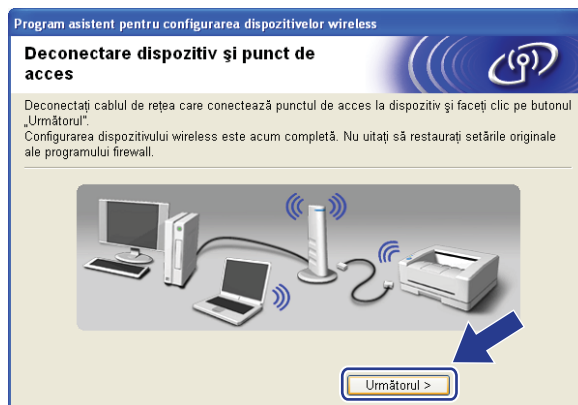 Program asistent pentru configurarea dispozitivelor wireless
Deconectare dispozitiv şi punct de
acces
Deconectaţi cablul de reţea care conectează punctul de acces la dispozitiv şi faceţi clic pe butonul
„Următorul”.
Configurarea dispozitivului wireless este acum completă. Nu uitaţi să restauraţi setările originale
ale programului firewall.
Următorul >